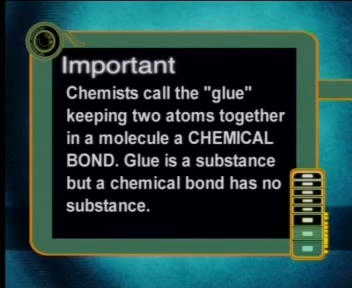 Important
Chemists call the "glue"
keeping two atoms together
in a molecule a CHEMICAL
BOND. Glue is a substance
but a chemical bond has no
substance.